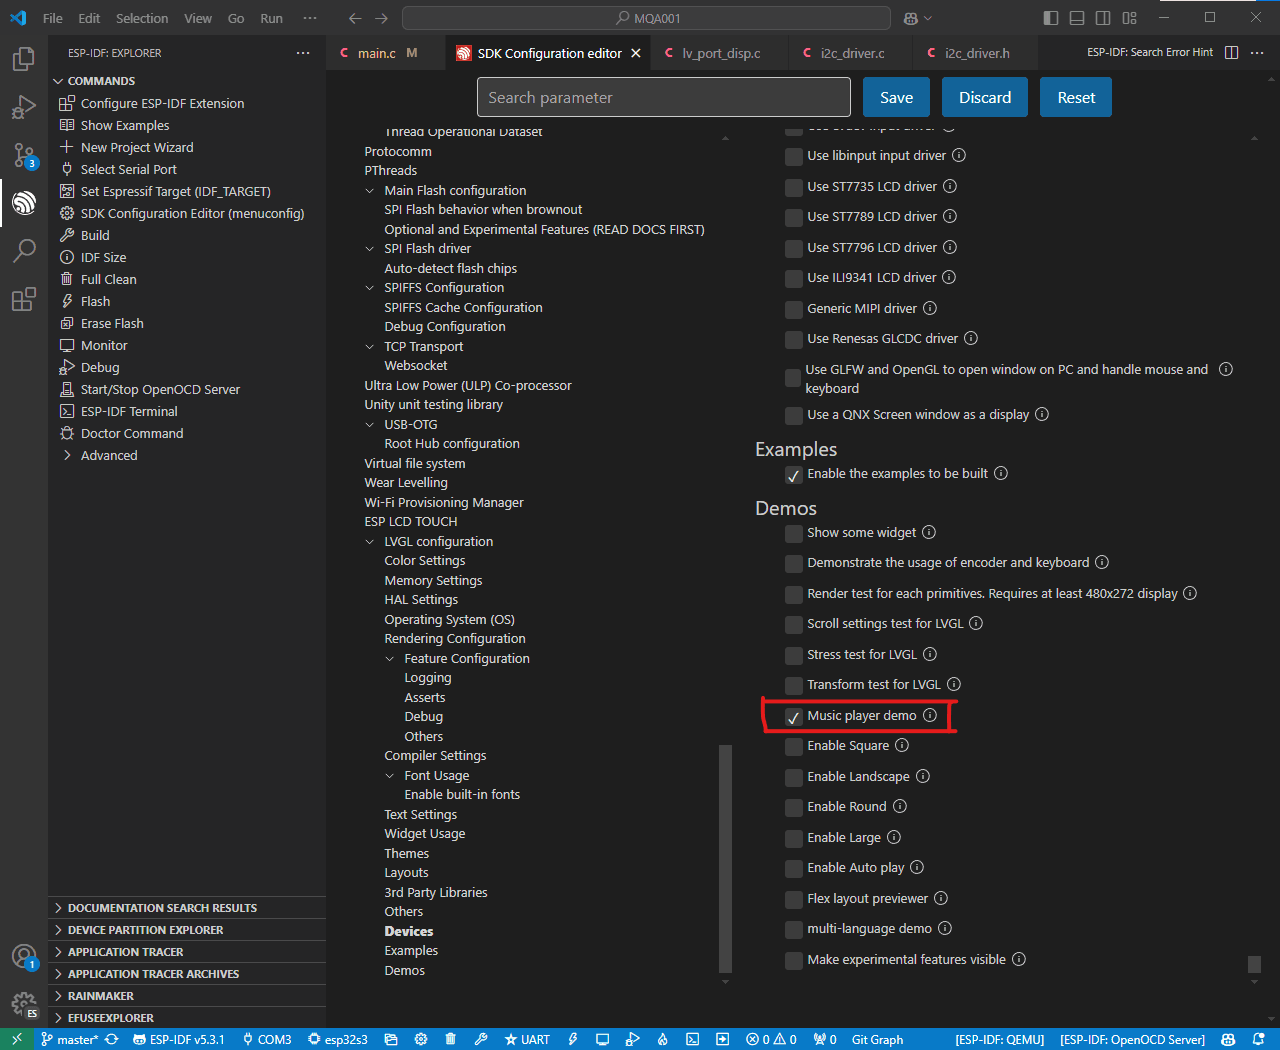 File Edit Selection View Go Run ··· MQA001
ESP-IDF: EXPLORER
main.c M
SDK Configuration editor
lv_port_disp.c
i2c_driver.c
i2c_driver.h
ESP-IDF: Search Error Hint
COMMANDS
Configure ESP-IDF Extension
Show Examples
New Project Wizard
Select Serial Port
Set Espressif Target (IDF_TARGET)
SDK Configuration Editor (menuconfig)
Build
IDF Size
Full Clean
Flash
Erase Flash
Monitor
Debug
Start/Stop OpenOCD Server
ESP-IDF Terminal
Doctor Command
Advanced
DOCUMENTATION SEARCH RESULTS
DEVICE PARTITION EXPLORER
APPLICATION TRACER
APPLICATION TRACER ARCHIVES
RAINMAKER
EFUSEEXPLORER
3
1
ES
Search parameter
Save
Discard
Reset
Thread Operational Dataset
Protocomm
PThreads
Main Flash configuration
SPI Flash behavior when brownout
Optional and Experimental Features (READ DOCS FIRST)
SPI Flash driver
Auto-detect flash chips
SPIFFS Configuration
SPIFFS Cache Configuration
Debug Configuration
TCP Transport
Websocket
Ultra Low Power (ULP) Co-processor
Unity unit testing library
USB-OTG
Root Hub configuration
Virtual file system
Wear Levelling
Wi-Fi Provisioning Manager
ESP LCD TOUCH
LVGL configuration
Color Settings
Memory Settings
HAL Settings
Operating System (OS)
Rendering Configuration
Feature Configuration
Logging
Asserts
Debug
Others
Compiler Settings
Font Usage
Enable built-in fonts
Text Settings
Widget Usage
Themes
Layouts
3rd Party Libraries
Others
Devices
Examples
Demos
Use libinput input driver
Use ST7735 LCD driver
Use ST7789 LCD driver
Use ST7796 LCD driver
Use ILI9341 LCD driver
Generic MIPI driver
Use Renesas GLCDC driver
Use GLFW and OpenGL to open window on PC and handle mouse and
keyboard
Use a QNX Screen window as a display
Examples
Enable the examples to be built
Demos
Show some widget
Demonstrate the usage of encoder and keyboard
Render test for each primitives. Requires at least 480x272 display
Scroll settings test for LVGL
Stress test for LVGL
Transform test for LVGL
Music player demo
Enable Square
Enable Landscape
Enable Round
Enable Large
Enable Auto play
Flex layout previewer
multi-language demo
Make experimental features visible
master* ESP-IDF v5.3.1 COM3 esp32s3 UART 0 0 0 Git Graph [ESP-IDF: QEMU] [ESP-IDF: OpenOCD Server]